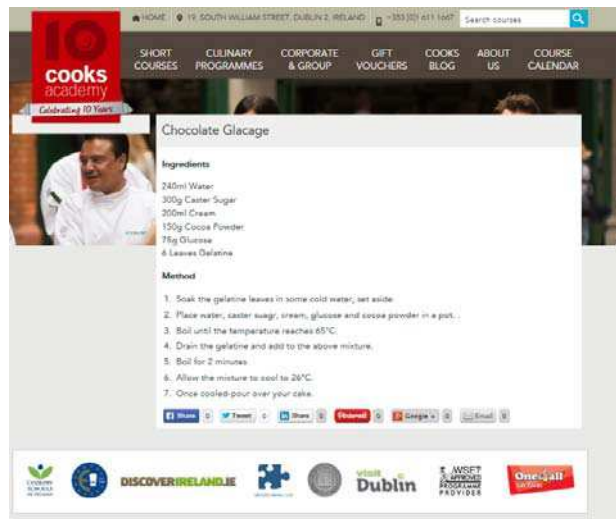 HOME 19, SOUTH WILLIAM STREET, DUBLIN 2, IRELAND +353 (0)1 611 1667 Search courses
10
cooks
academy
Celebrating 10 Years
SHORT COURSES
CULINARY PROGRAMMES
CORPORATE & GROUP
GIFT VOUCHERS
COOKS BLOG
ABOUT US
COURSE CALENDAR
Chocolate Glacage
Ingredients
240ml Water
300g Caster Sugar
200ml Cream
150g Cocoa Powder
75g Glucose
6 Leaves Gelatine
Method
1. Soak the gelatine leaves in some cold water, set aside
2. Place water, caster suagr, cream, glucose and cocoa powder in a pot. .
3. Boil until the temperature reaches 65°C.
4. Drain the gelatine and add to the above mixture.
5. Boil for 2 minutes
6. Allow the mixture to cool to 26°C.
7. Once cooled-pour over your cake.
Share 0 Tweet 0 Share 0 Pinterest 0 Google + 0 Email 0
DISCOVERIRELAND.IE
visit
Dublin
WSET
APPROVED
PROGRAMME
PROVIDER
One4all